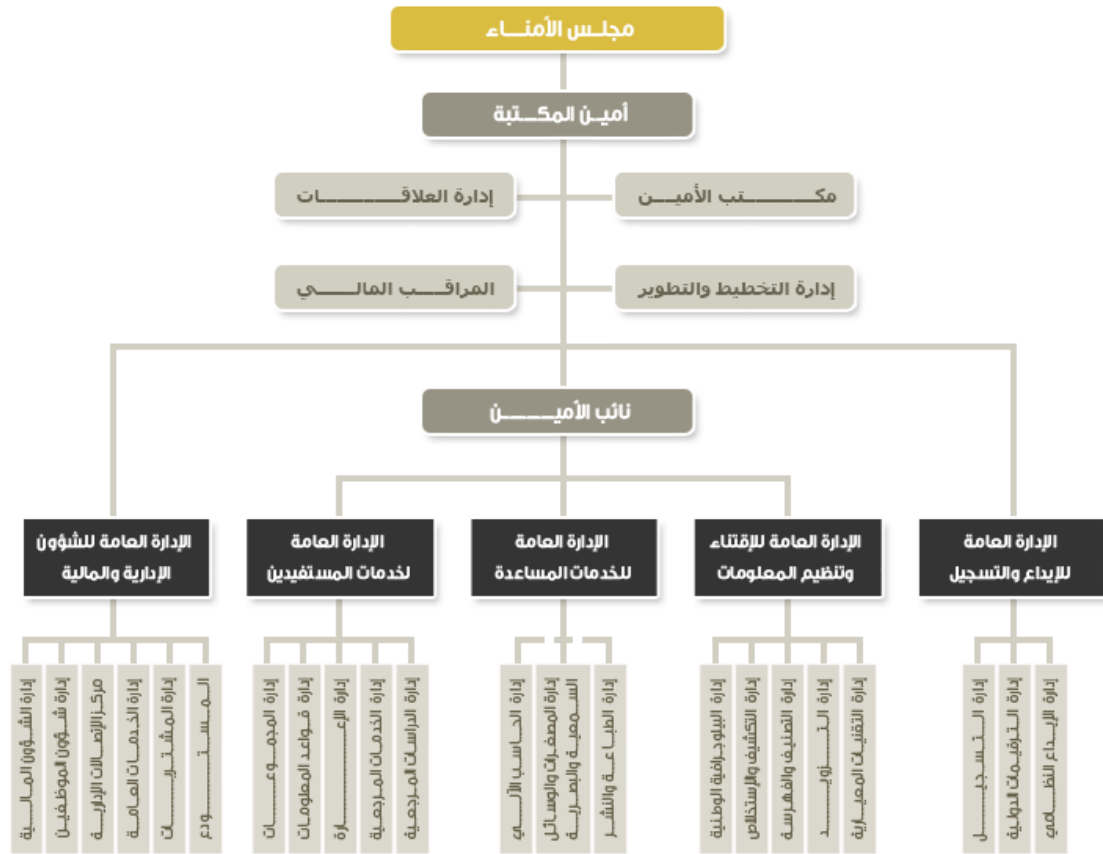 مجلس الأمناء
أمين المكتبة
مكتب الأمين
إدارة العلاقات
إدارة التخطيط والتطوير
المراقب المالي
نائب الأمين
الإدارة العامة
للإيداع والتسجيل
الإدارة العامة للإقتناء
وتنظيم المعلومات
الإدارة العامة
للخدمات المساعدة
الإدارة العامة
لخدمات المستفيدين
الإدارة العامة للشؤون
الإدارية والمالية
إدارة الإيداع النظامي
إدارة الترقيمات الدولية
إدارة التسجيل
إدارة التقنيات المعيارية
إدارة التصنيف والفهرسة
إدارة التزويد
إدارة التكشيف والإستخلاص
إدارة الببلوجرافية الوطنية
إدارة الطباعة والنشر
إدارة المصغرات والوسائل
السمعية والبصرية
إدارة الحاسب الآلي
إدارة الدراسات المرجعية
إدارة الخدمات المرجعية
إدارة الإعارة
إدارة قواعد المعلومات
إدارة المجموعات
المستودع
إدارة المشتريات
إدارة الخدمات العامة
مركز الإتصالات الإدارية
إدارة شؤون الموظفين
إدارة الشؤون المالية